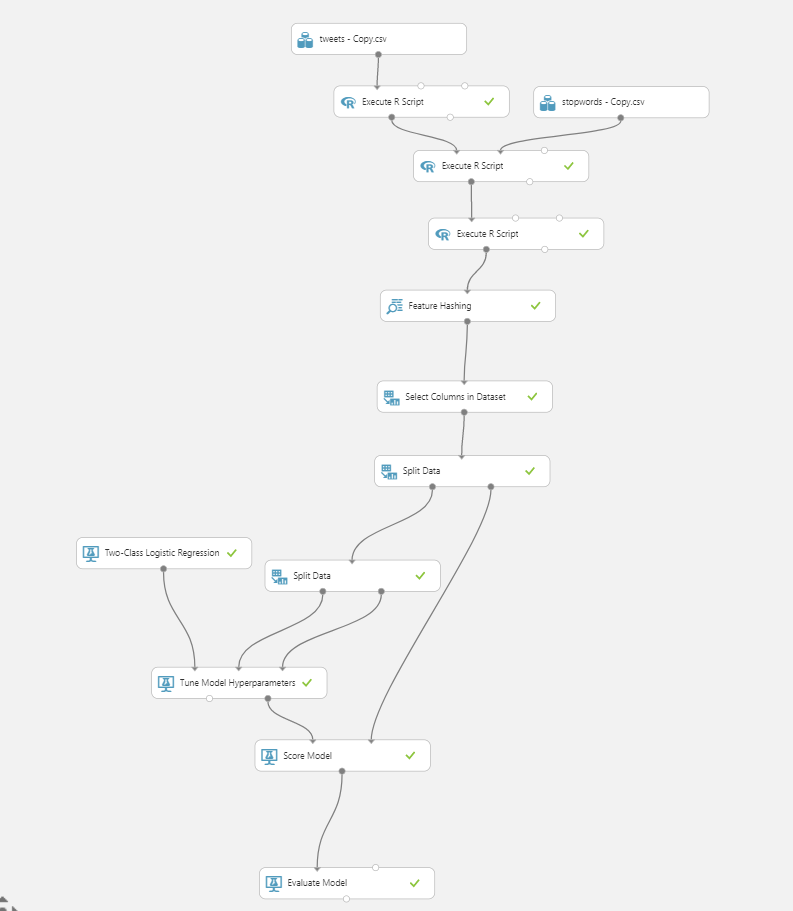 tweets - Copy.csv
Execute R Script
stopwords - Copy.csv
Execute R Script
Execute R Script
Feature Hashing
Select Columns in Dataset
Split Data
Two-Class Logistic Regression
Split Data
Tune Model Hyperparameters
Score Model
Evaluate Model